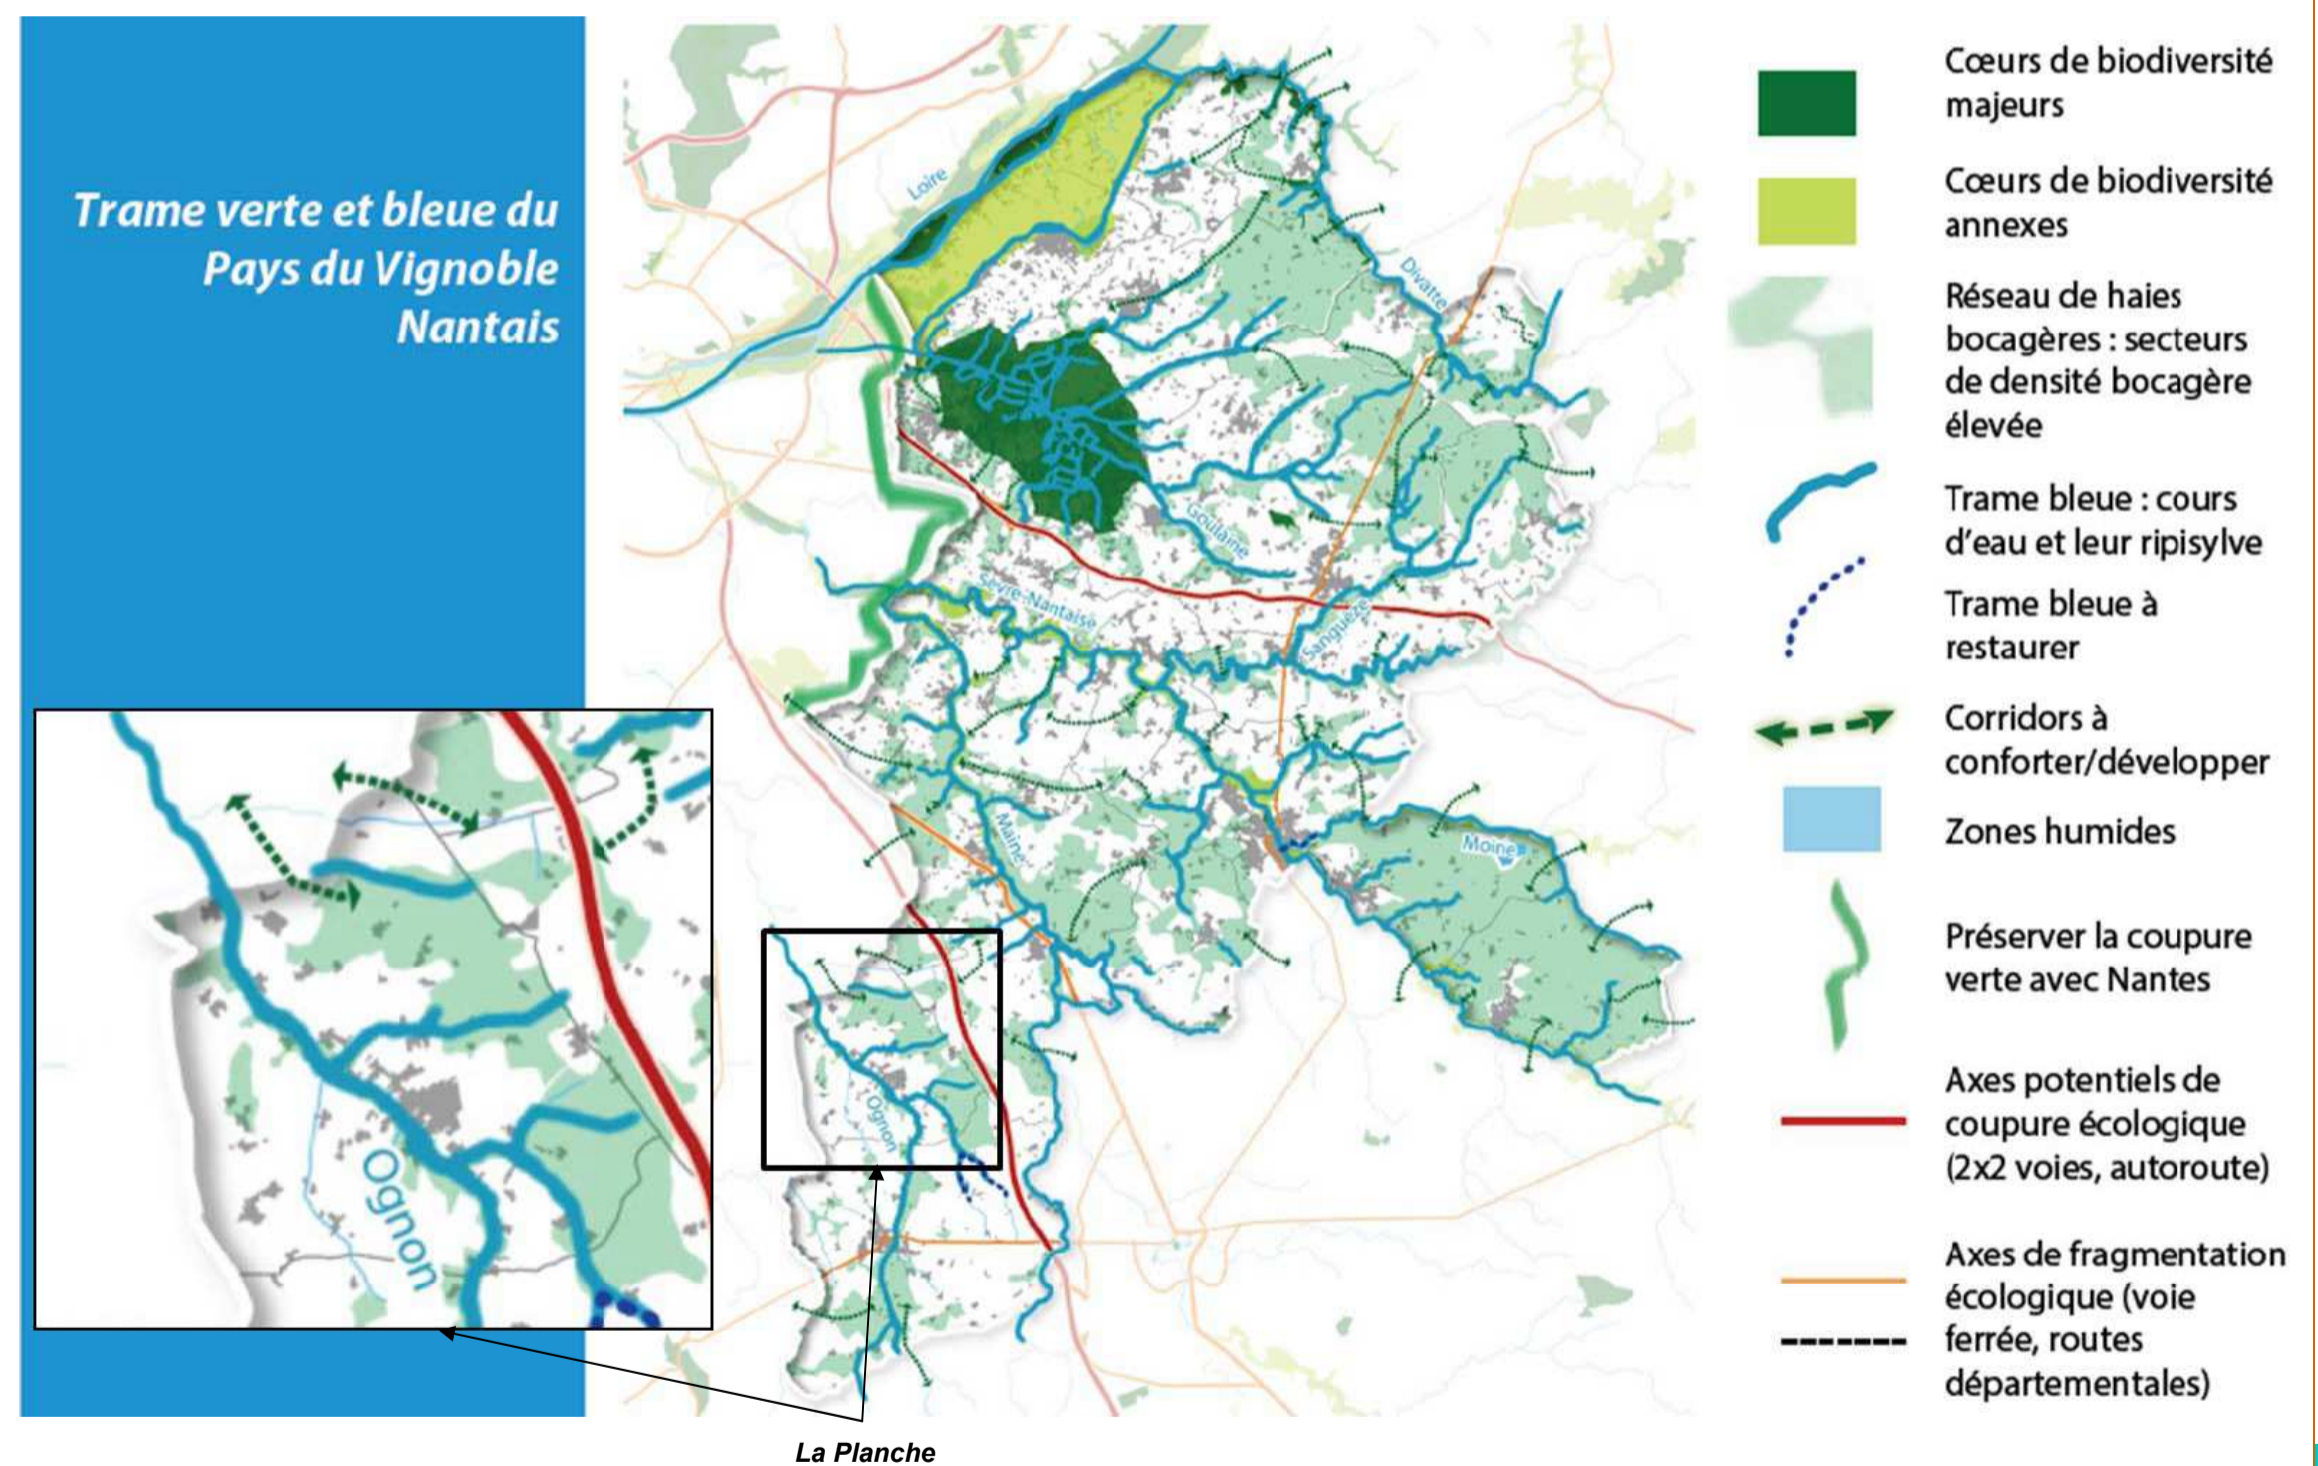 Trame verte et bleue du
Pays du Vignoble
Nantais
Loire
Divatte
Goulaine
Sèvre-Nantaise
Sanguèze
Maine
Moine
Ognon
Ognon
La Planche
Cœurs de biodiversité
majeurs
Cœurs de biodiversité
annexes
Réseau de haies
bocagères : secteurs
de densité bocagère
élevée
Trame bleue : cours
d'eau et leur ripisylve
Trame bleue à
restaurer
Corridors à
conforter/développer
Zones humides
Préserver la coupure
verte avec Nantes
Axes potentiels de
coupure écologique
(2x2 voies, autoroute)
Axes de fragmentation
écologique (voie
ferrée, routes
départementales)